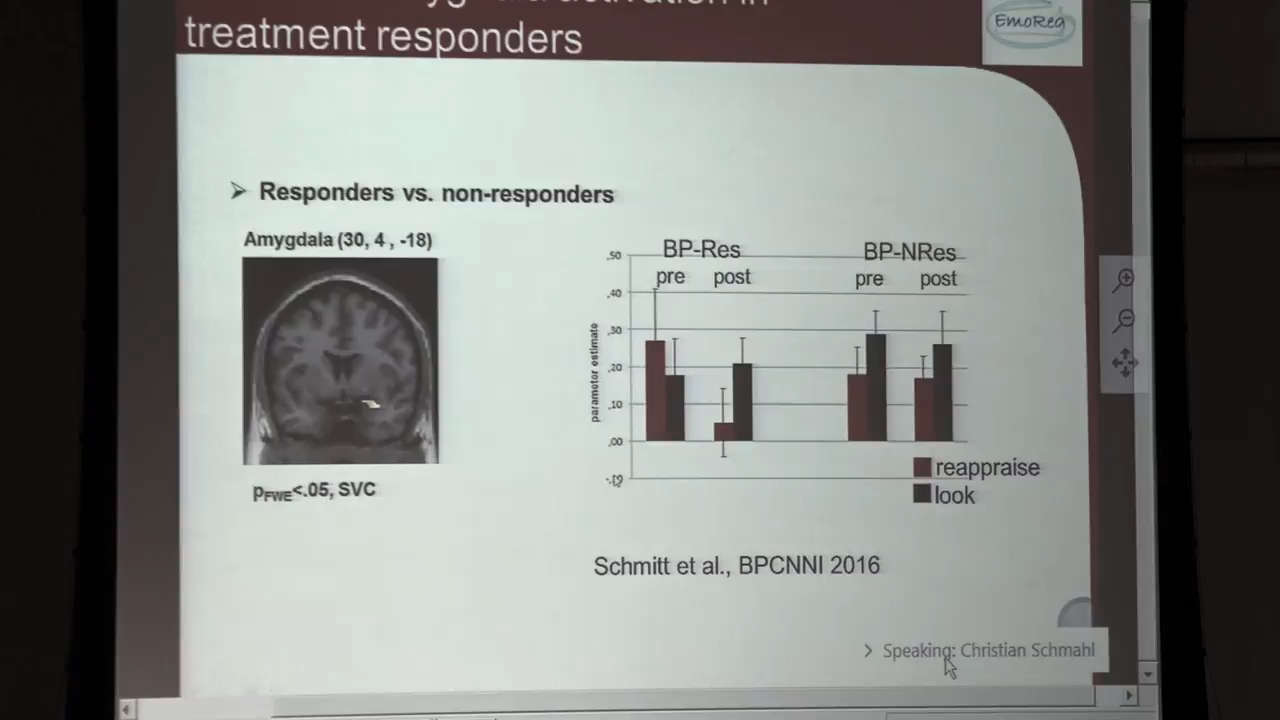 treatment responders
EmoReg
➢ Responders vs. non-responders
Amygdala (30, 4 , -18)
BP-Res
BP-NRes
pre post
pre post
parameter estimate
,50
,40
,30
,20
,10
,00
-,10
reappraise
look
pFWE<.05, SVC
Schmitt et al., BPCNNI 2016
> Speaking: Christian Schmahl